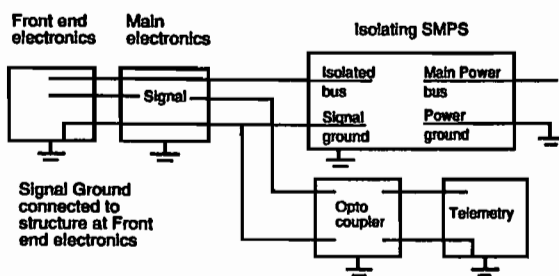 Front end
electronics
Main
electronics
Isolating SMPS
Signal
Isolated
bus
Main Power
bus
Signal
ground
Power
ground
Signal Ground
connected to
structure at Front
end electronics
Opto
coupler
Telemetry